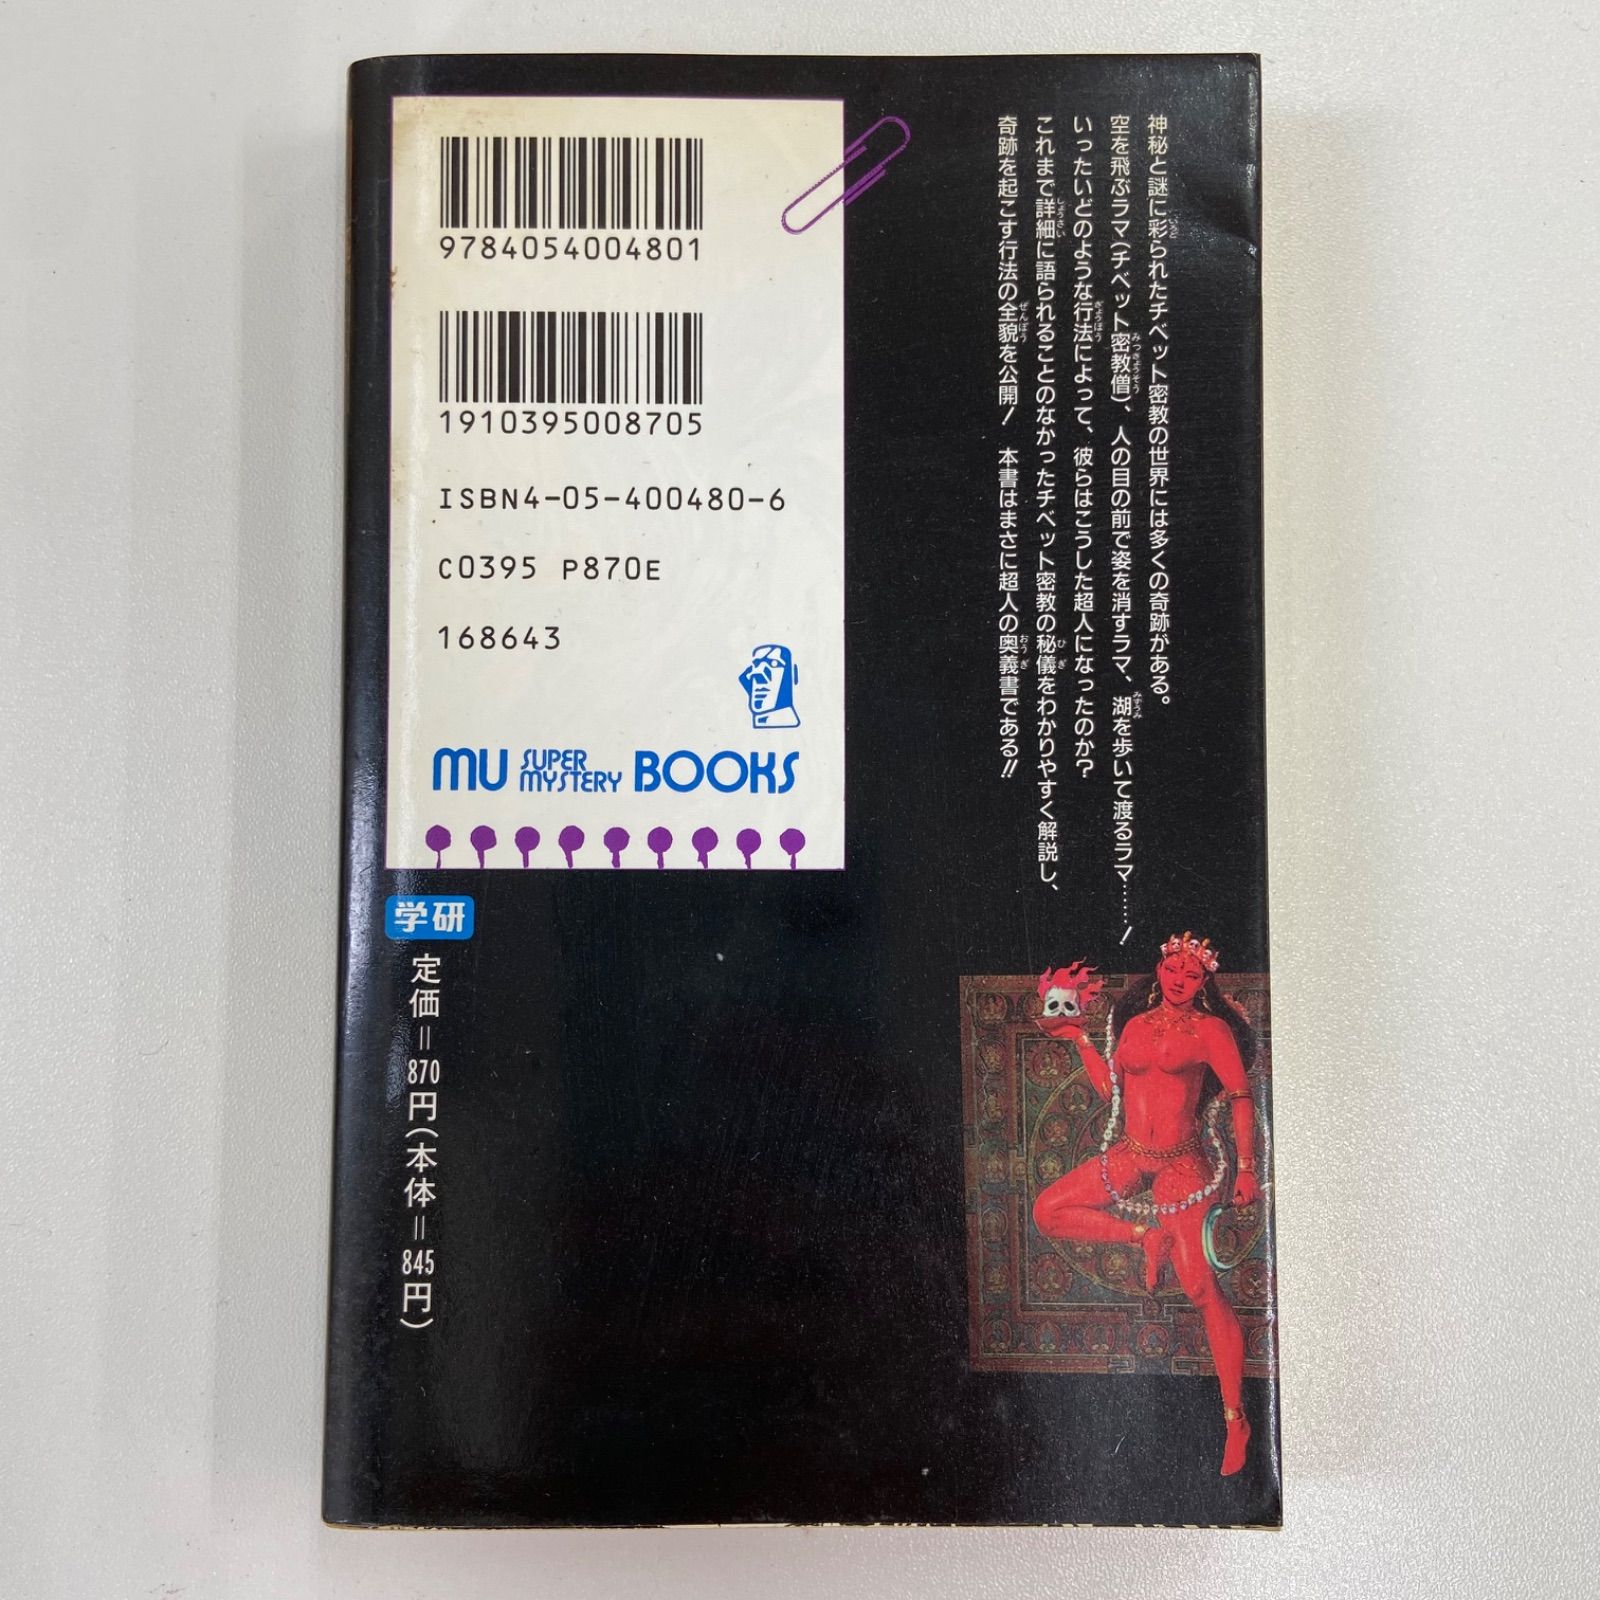 神秘と謎に彩られたチベット密教の世界には多くの奇跡がある。
空を飛ぶラマ(チベット密教僧)、人の目の前で姿を消すラマ、湖を歩いて渡るラマ……！
いったいどのような行法によって、彼らはこうした超人になったのか？
これまで詳細に語られることのなかったチベット密教の秘儀をわかりやすく解説し、
奇跡を起こす行法の全貌を公開！ 本書はまさに超人の奥義書である!!
9784054004801
1910395008705
ISBN4-05-400480-6
C0395 P870E
168643
MU SUPER MYSTERY BOOKS
学研
定価=870円(本体=845円)